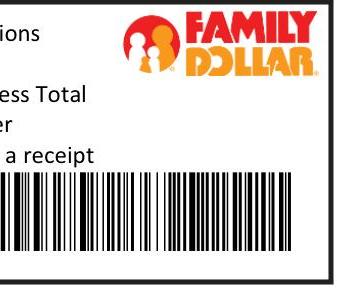 ions
FAMILY
DOLLAR
ess Total
er
a receipt